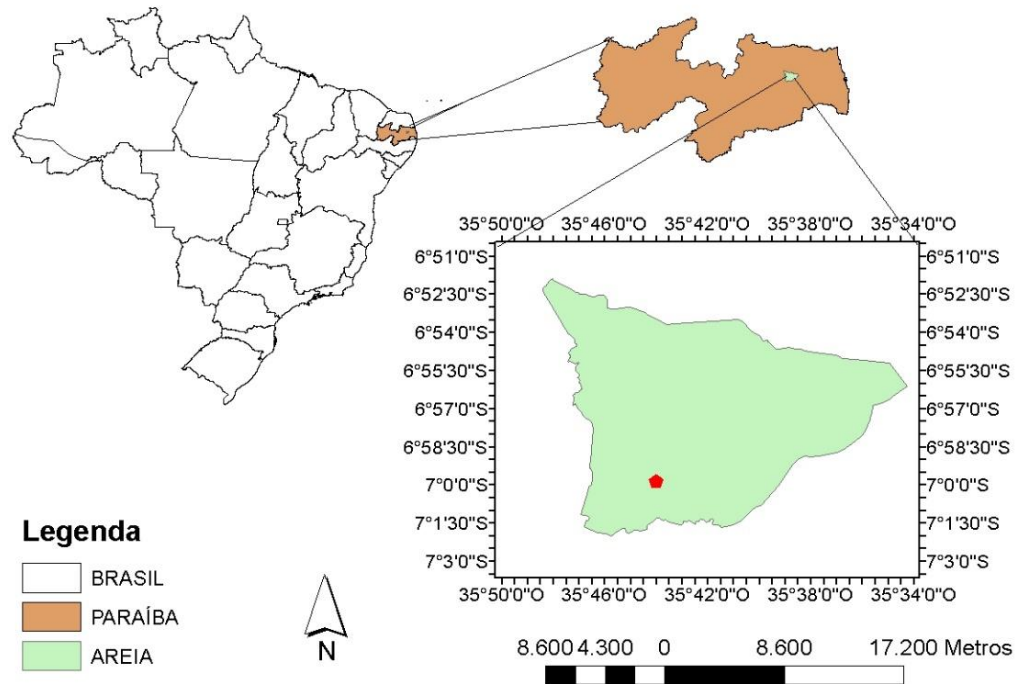 35°50'0"O 35°46'0"O 35°42'0"O 35°38'0"O 35°34'0"O
6°51'0"S 6°51'0"S
6°52'30"S 6°52'30"S
6°54'0"S 6°54'0"S
6°55'30"S 6°55'30"S
6°57'0"S 6°57'0"S
6°58'30"S 6°58'30"S
7°0'0"S 7°0'0"S
7°1'30"S 7°1'30"S
7°3'0"S 7°3'0"S
35°50'0"O 35°46'0"O 35°42'0"O 35°38'0"O 35°34'0"O
Legenda
BRASIL
PARAÍBA
AREIA
N
8.600 4.300 0 8.600 17.200 Metros